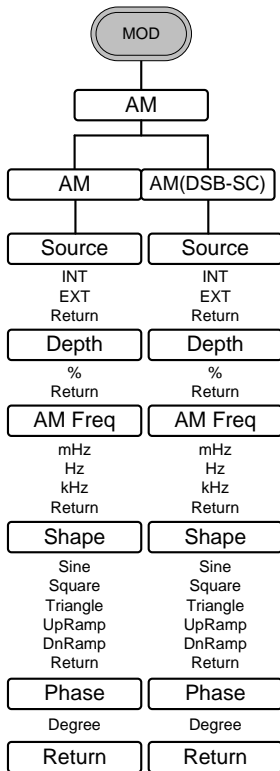 MOD
AM
AM AM(DSB-SC)
Source Source
INT INT
EXT EXT
Return Return
Depth Depth
% %
Return Return
AM Freq AM Freq
mHz mHz
Hz Hz
kHz kHz
Return Return
Shape Shape
Sine Sine
Square Square
Triangle Triangle
UpRamp UpRamp
DnRamp DnRamp
Return Return
Phase Phase
Degree Degree
Return Return